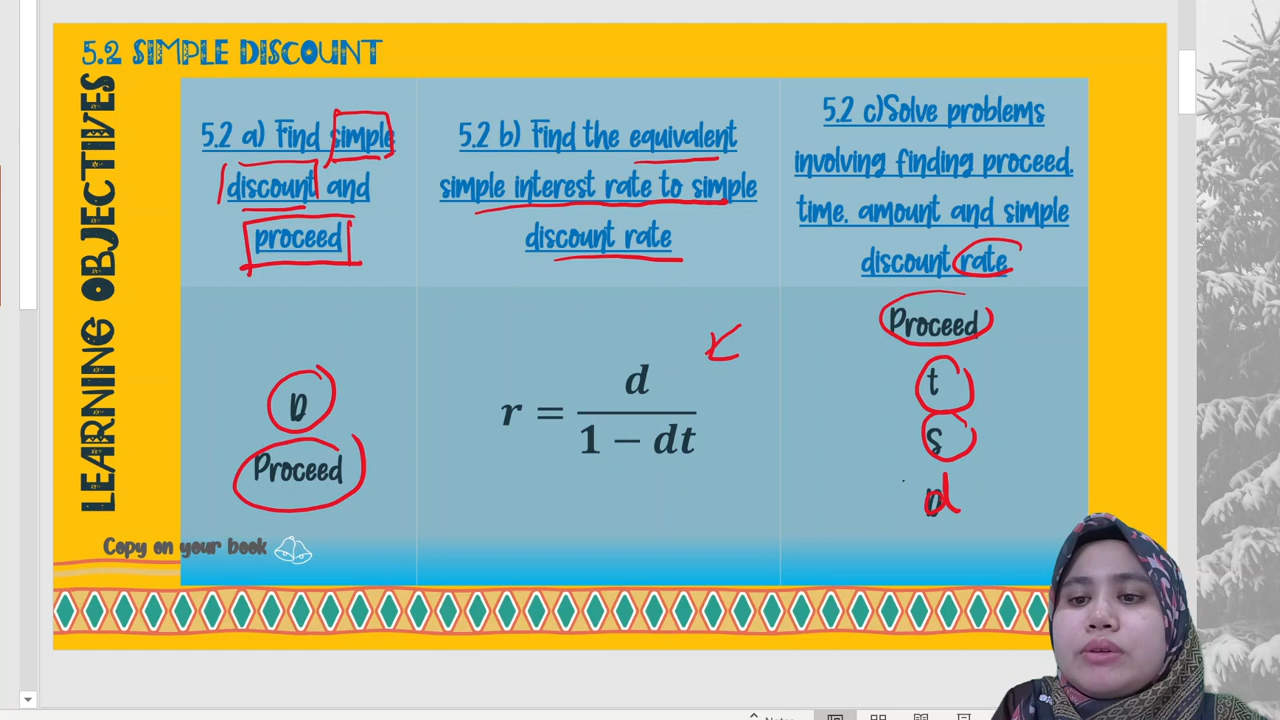 5.2 SIMPLE DISCOUNT
LEARNING OBJECTIVES
5.2 a) Find simple
discount and
proceed
5.2 b) Find the equivalent
simple interest rate to simple
discount rate
5.2 c)Solve problems
involving finding proceed.
time. amount and simple
discount rate
D
Proceed
r = d / 1 − dt
Proceed
t
S
d
Copy on your book